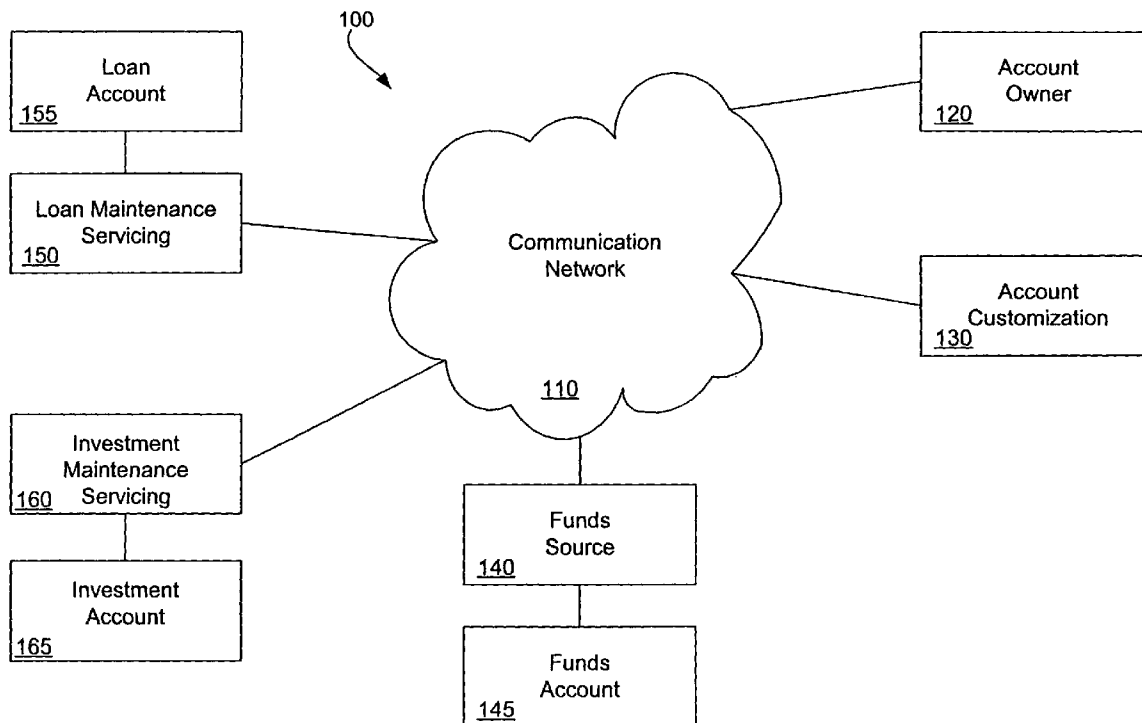 100
Loan
Account
155
Account
Owner
120
Loan Maintenance
Servicing
150
Communication
Network
110
Account
Customization
130
Investment
Maintenance
Servicing
160
Funds
Source
140
Investment
Account
165
Funds
Account
145